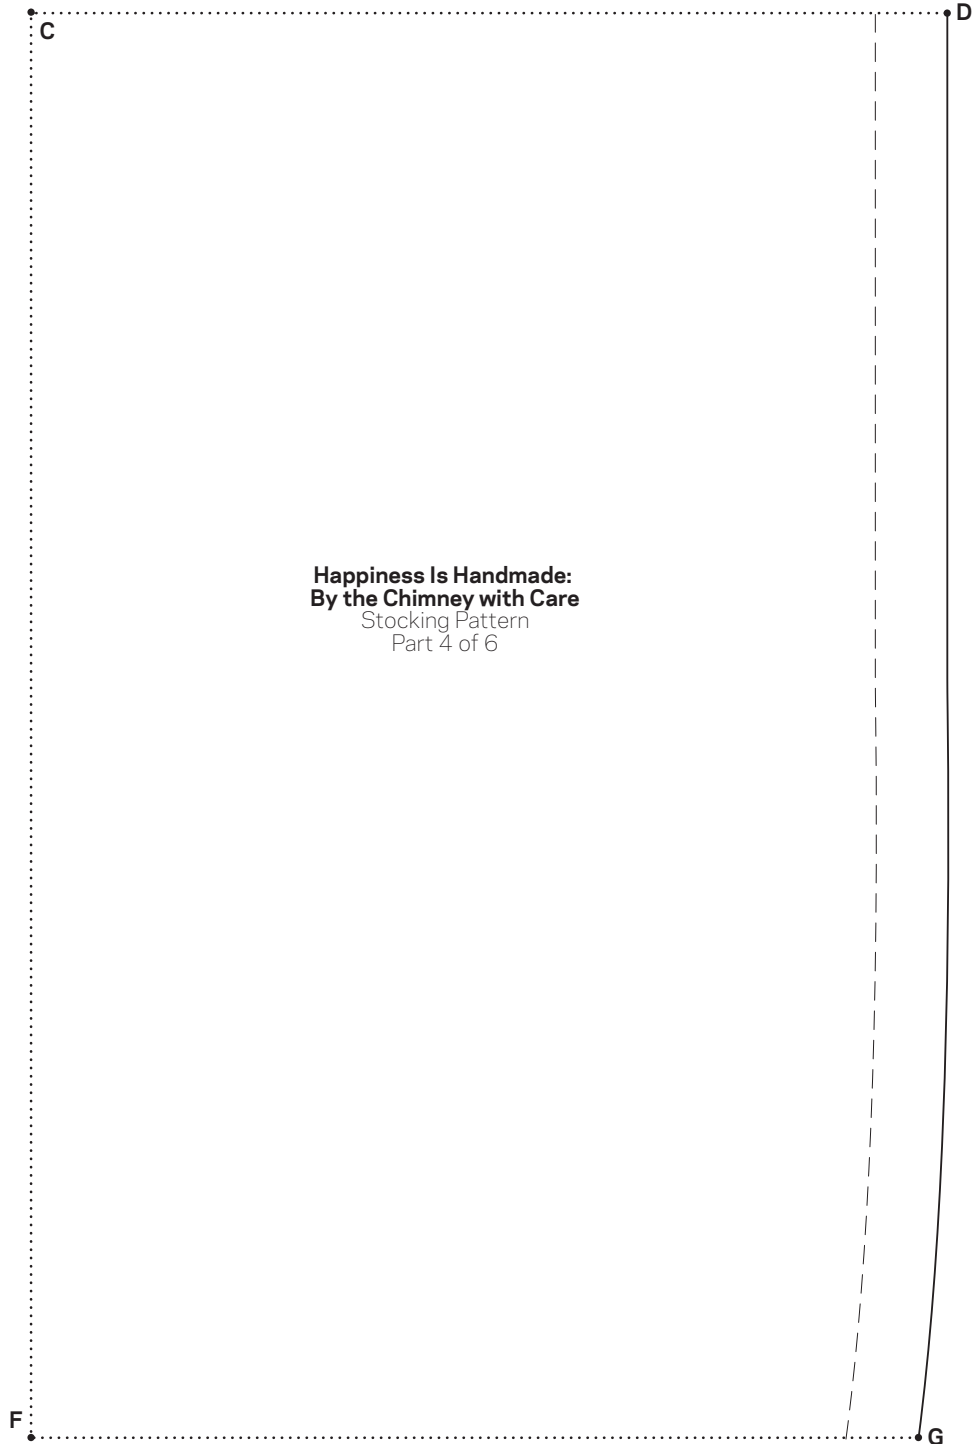 C
D
Happiness Is Handmade:
By the Chimney with Care
Stocking Pattern
Part 4 of 6
F
G